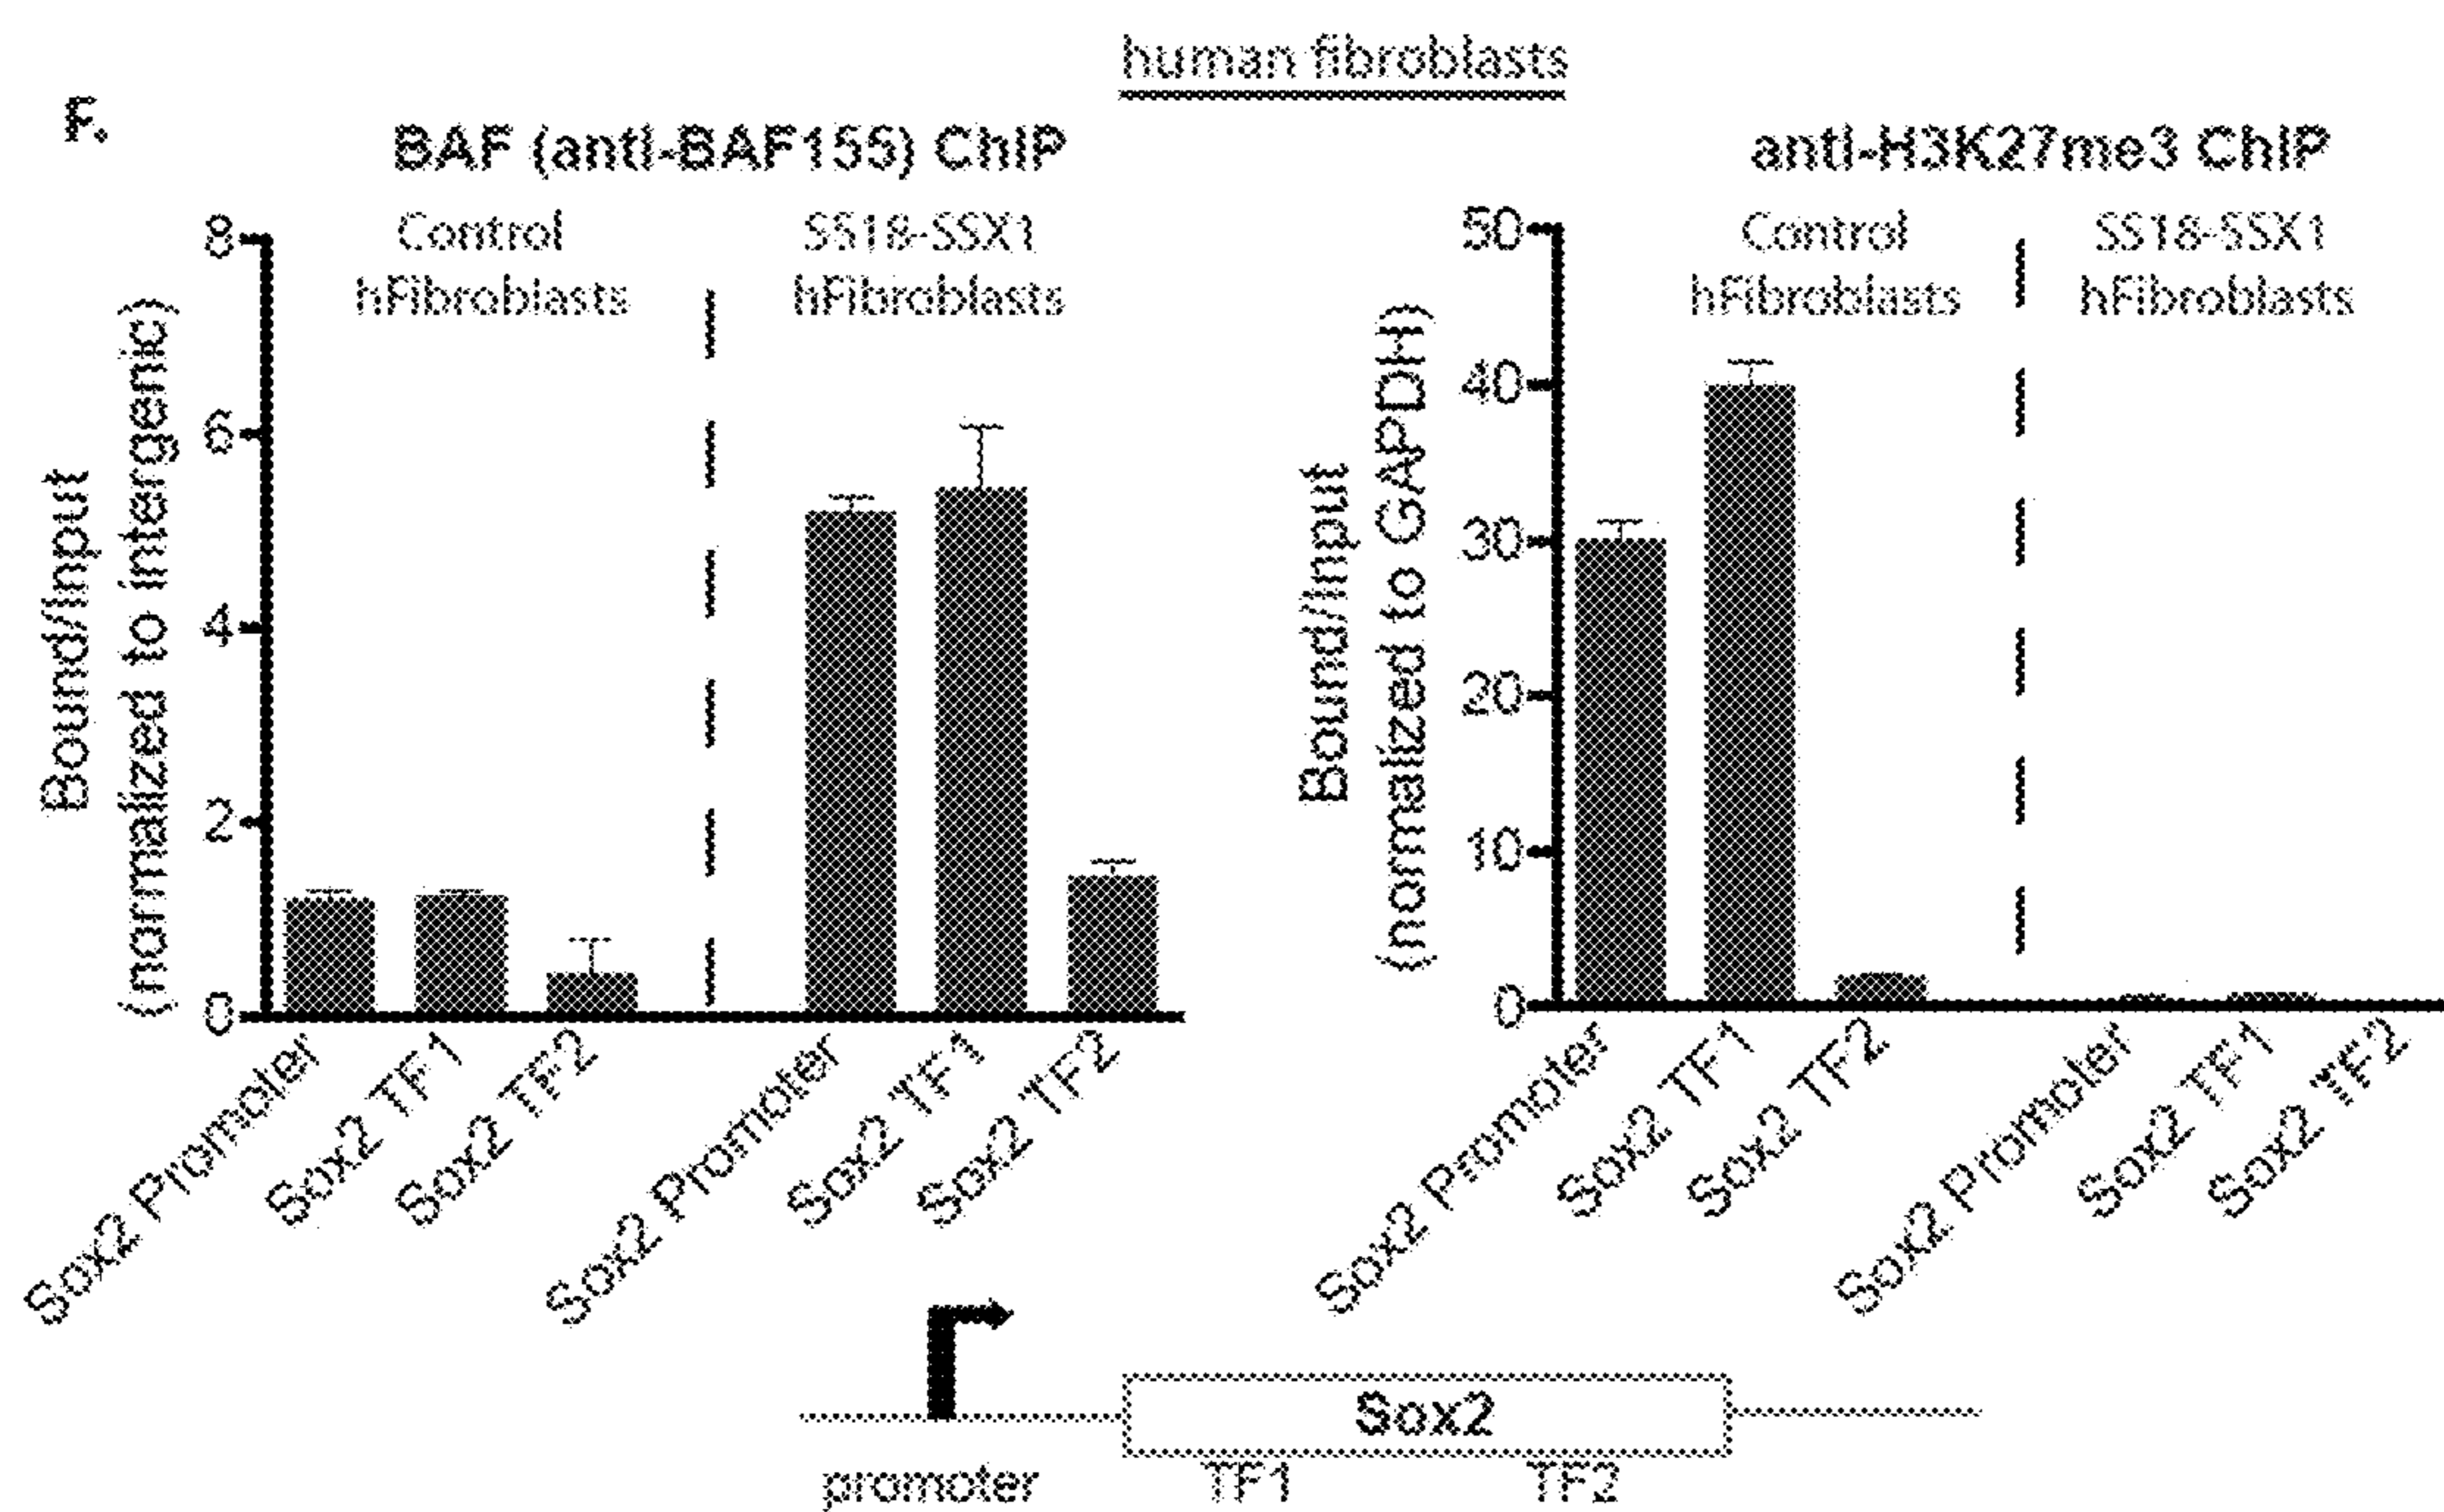 human fibroblasts
F.
BAF (anti-BAF155) ChIP
Control
hFibroblasts
SS18-SSX1
hFibroblasts
Bound/Input
(normalized to intergenic)
8
6
4
2
0
Sox2 Promoter
Sox2 TF1
Sox2 TF2
Sox2 Promoter
Sox2 TF1
Sox2 TF2
anti-H3K27me3 ChIP
Control
hFibroblasts
SS18-SSX1
hFibroblasts
Bound/Input
(normalized to GAPDH)
50
40
30
20
10
0
Sox2 Promoter
Sox2 TF1
Sox2 TF2
Sox2 Promoter
Sox2 TF1
Sox2 TF2
Sox2
promoter TF1 TF2